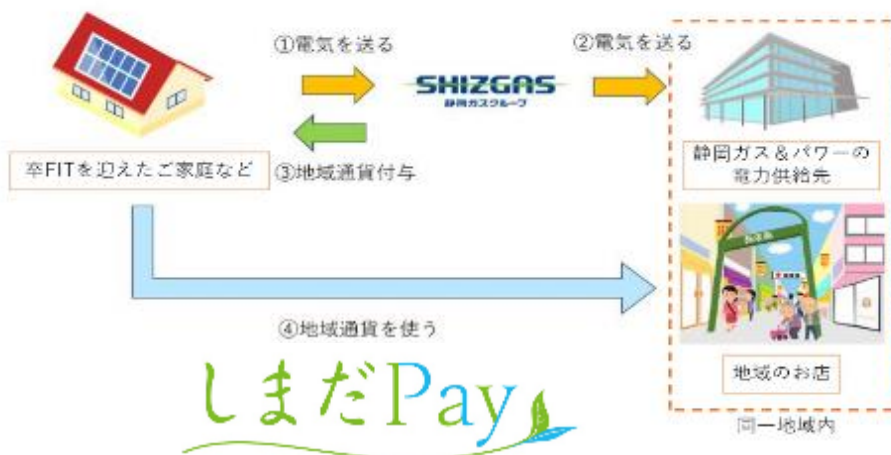 ①電気を送る
②電気を送る
SHIZGAS
静岡ガスグループ
卒FITを迎えたご家庭など
③地域通貨付与
静岡ガス&パワーの
電力供給先
④地域通貨を使う
地域のお店
同一地域内
しまだPay